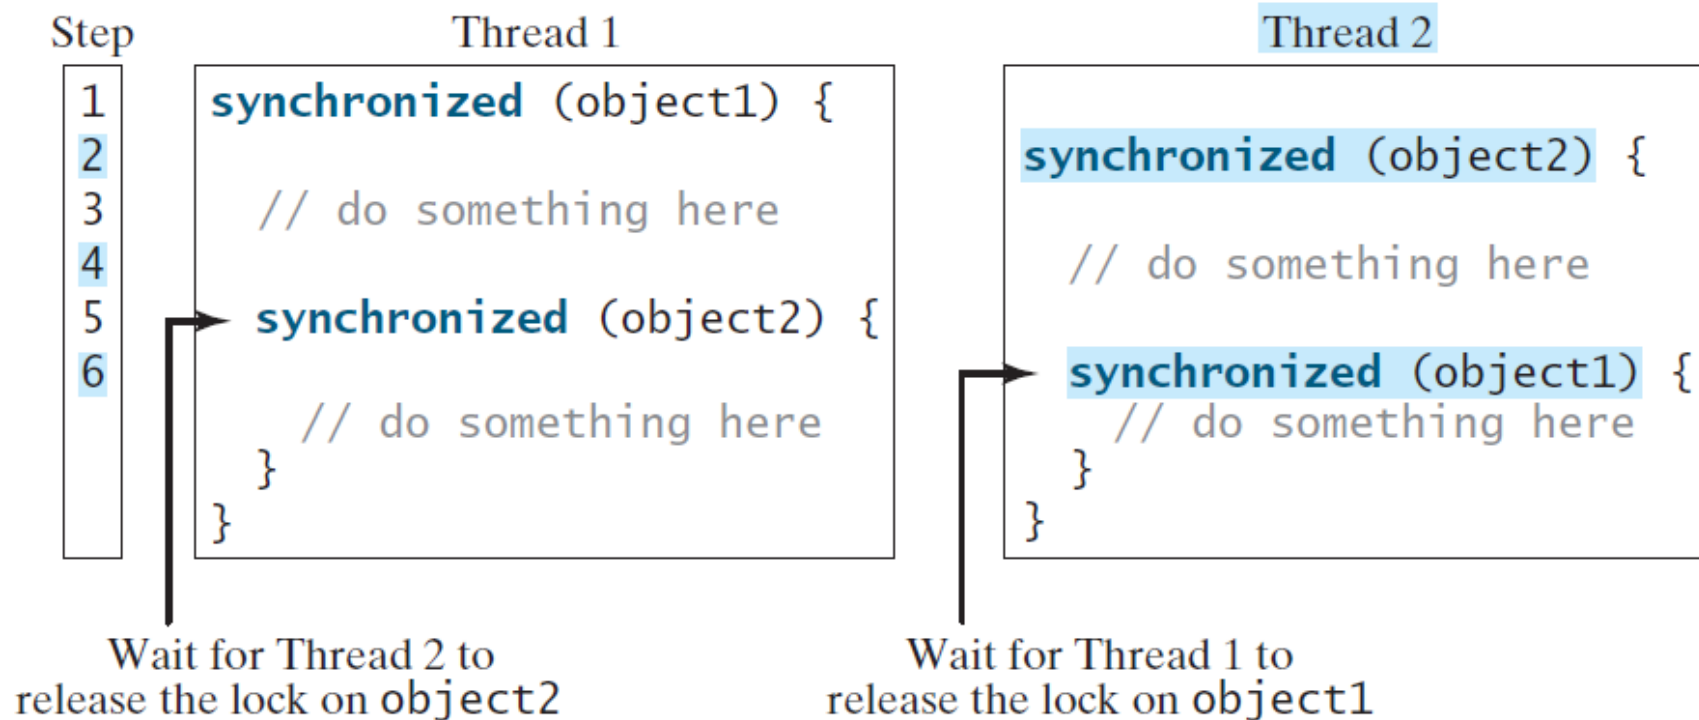 Step Thread 1 Thread 2
1 synchronized (object1) {
2 synchronized (object2) {
3 // do something here
4 // do something here
5 synchronized (object2) {
6 synchronized (object1) {
// do something here // do something here
} }
} }
Wait for Thread 2 to Wait for Thread 1 to
release the lock on object2 release the lock on object1